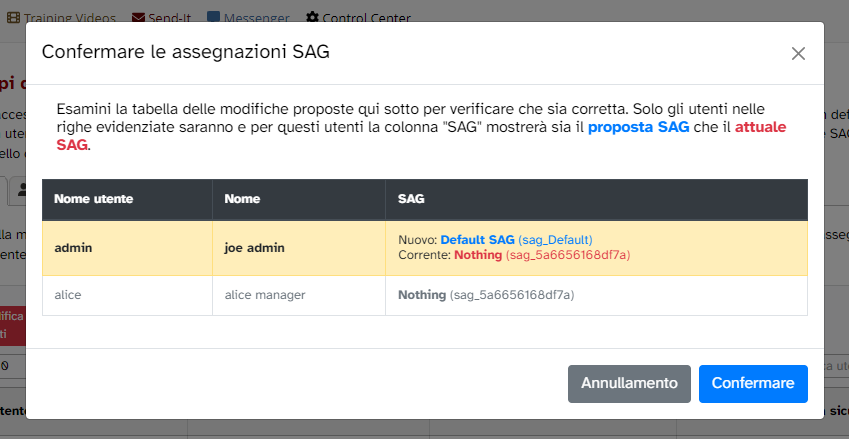 Training Videos Send-It Messenger Control Center
Confermare le assegnazioni SAG
Esamini la tabella delle modifiche proposte qui sotto per verificare che sia corretta. Solo gli utenti nelle
righe evidenziate saranno e per questi utenti la colonna "SAG" mostrerà sia il proposta SAG che il attuale
SAG.
Nome utente Nome SAG
admin joe admin Nuovo: Default SAG (sag_Default)
Corrente: Nothing (sag_5a6656168df7a)
alice alice manager Nothing (sag_5a6656168df7a)
Annullamento Confermare